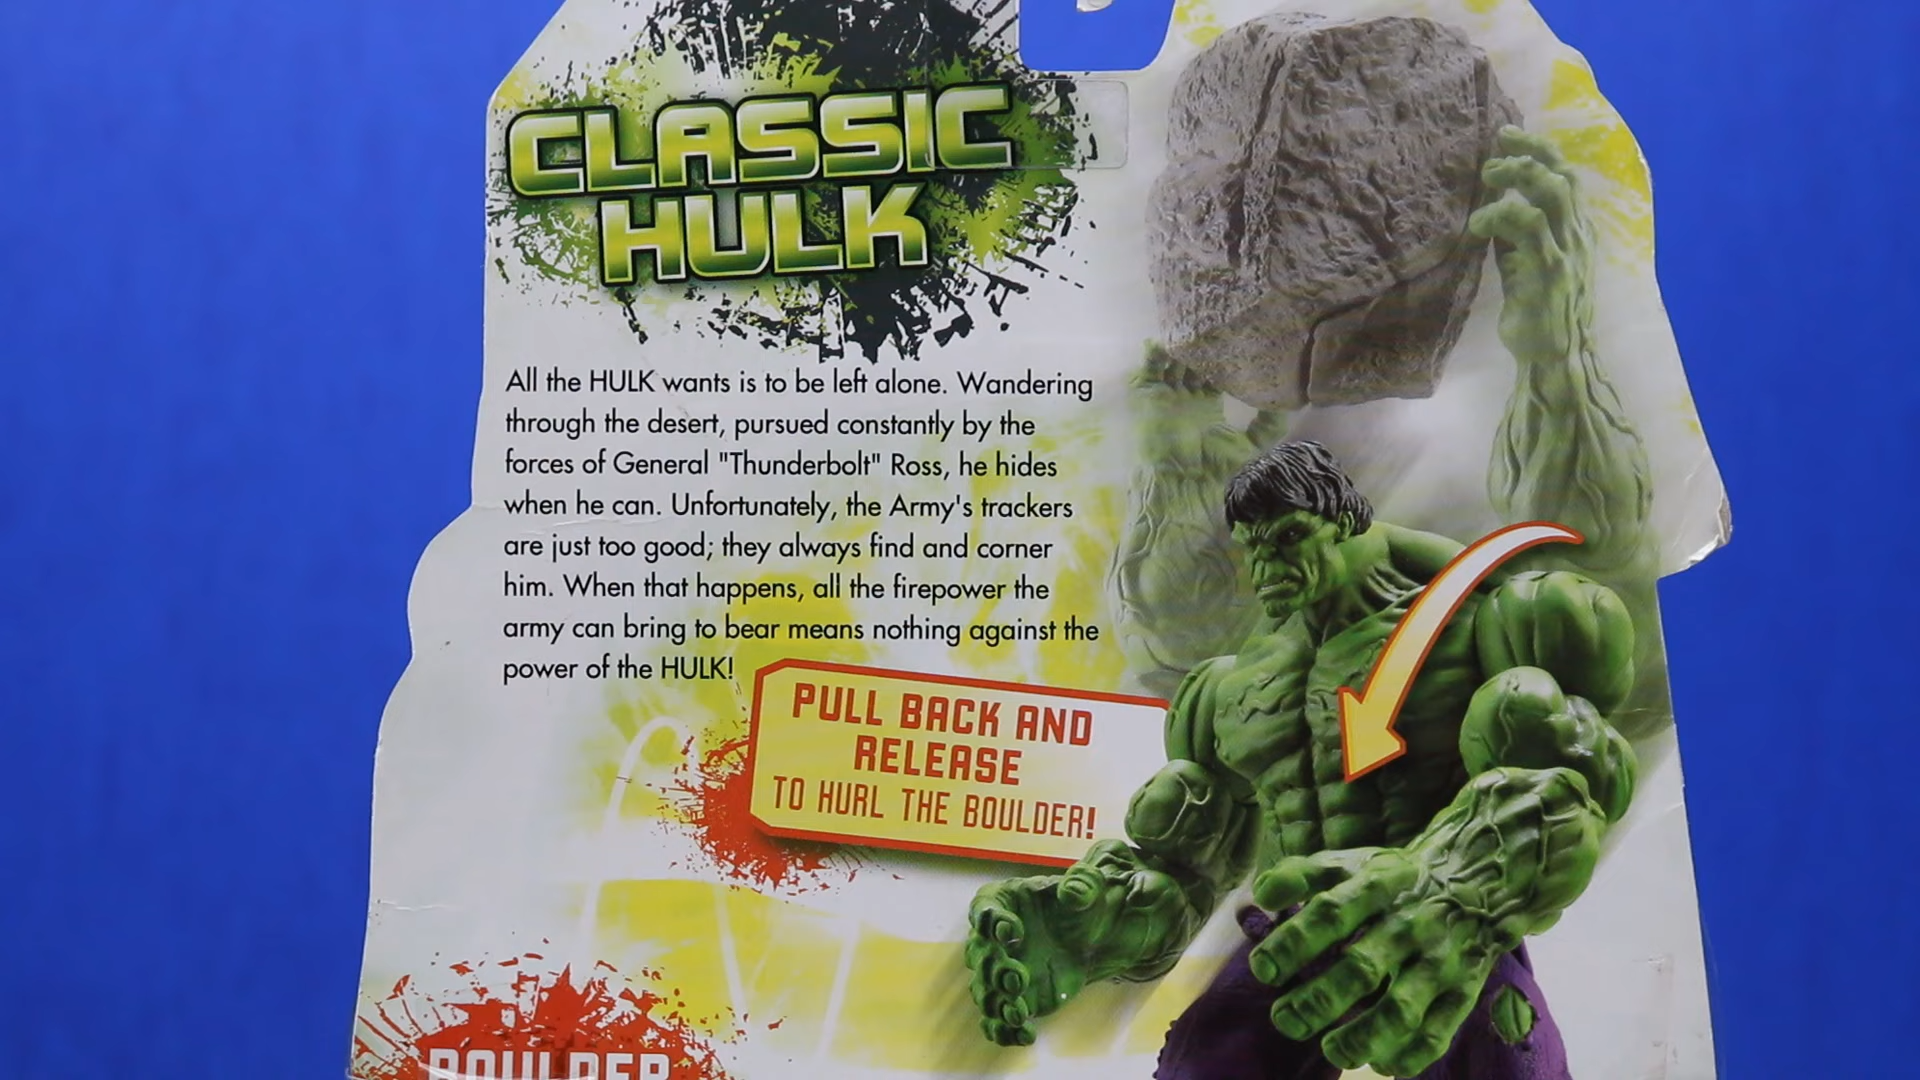 CLASSIC
HULK
All the HULK wants is to be left alone. Wandering
through the desert, pursued constantly by the
forces of General "Thunderbolt" Ross, he hides
when he can. Unfortunately, the Army's trackers
are just too good; they always find and corner
him. When that happens, all the firepower the
army can bring to bear means nothing against the
power of the HULK!
PULL BACK AND
RELEASE
TO HURL THE BOULDER!
BOULDER